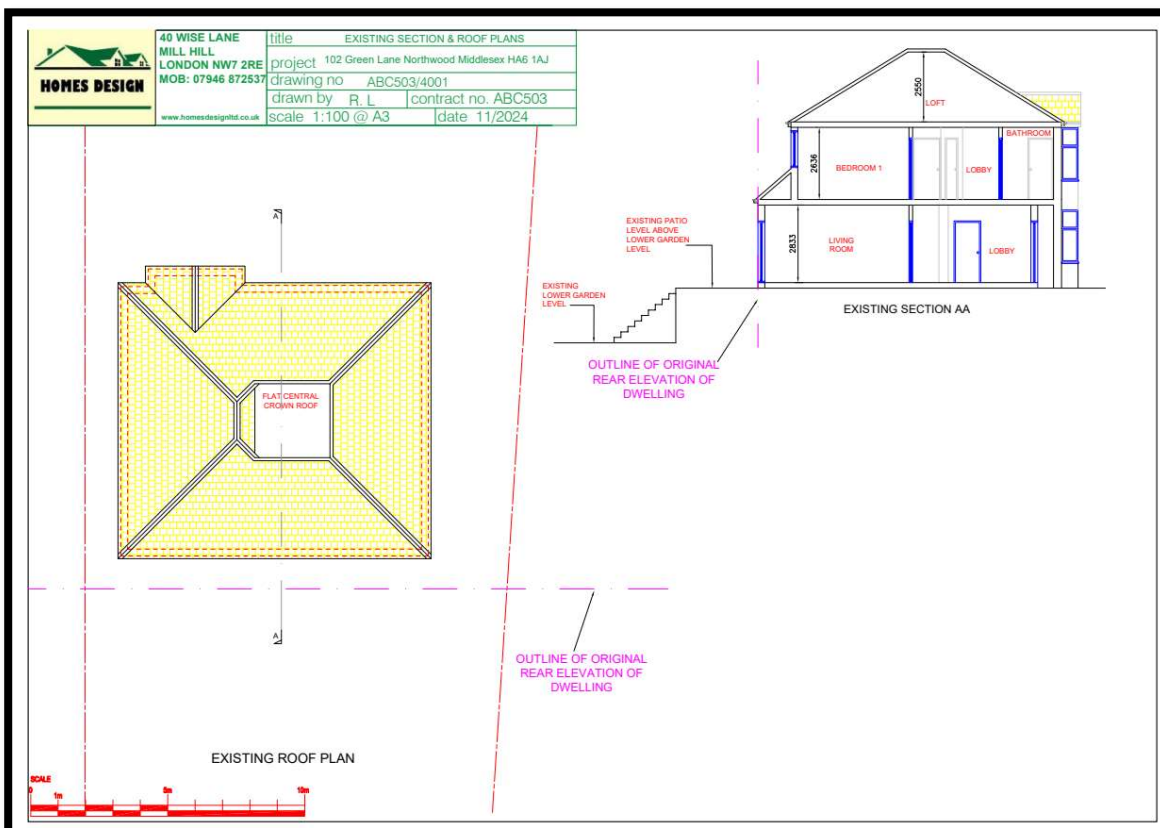 HOMES DESIGN
40 WISE LANE
MILL HILL
LONDON NW7 2RE
MOB: 07946 872537
www.homesdesignltd.co.uk
title EXISTING SECTION & ROOF PLANS
project 102 Green Lane Northwood Middlesex HA6 1AJ
drawing no ABC503/4001
drawn by R. L contract no. ABC503
scale 1:100 @ A3 date 11/2024
2550
LOFT
BATHROOM
2636
BEDROOM 1
LOBBY
EXISTING PATIO
LEVEL ABOVE
LOWER GARDEN
LEVEL
2833
LIVING
ROOM
LOBBY
EXISTING
LOWER GARDEN
LEVEL
EXISTING SECTION AA
OUTLINE OF ORIGINAL
REAR ELEVATION OF
DWELLING
A
FLAT CENTRAL
CROWN ROOF
A
OUTLINE OF ORIGINAL
REAR ELEVATION OF
DWELLING
EXISTING ROOF PLAN
SCALE
0 1m 5m 10m